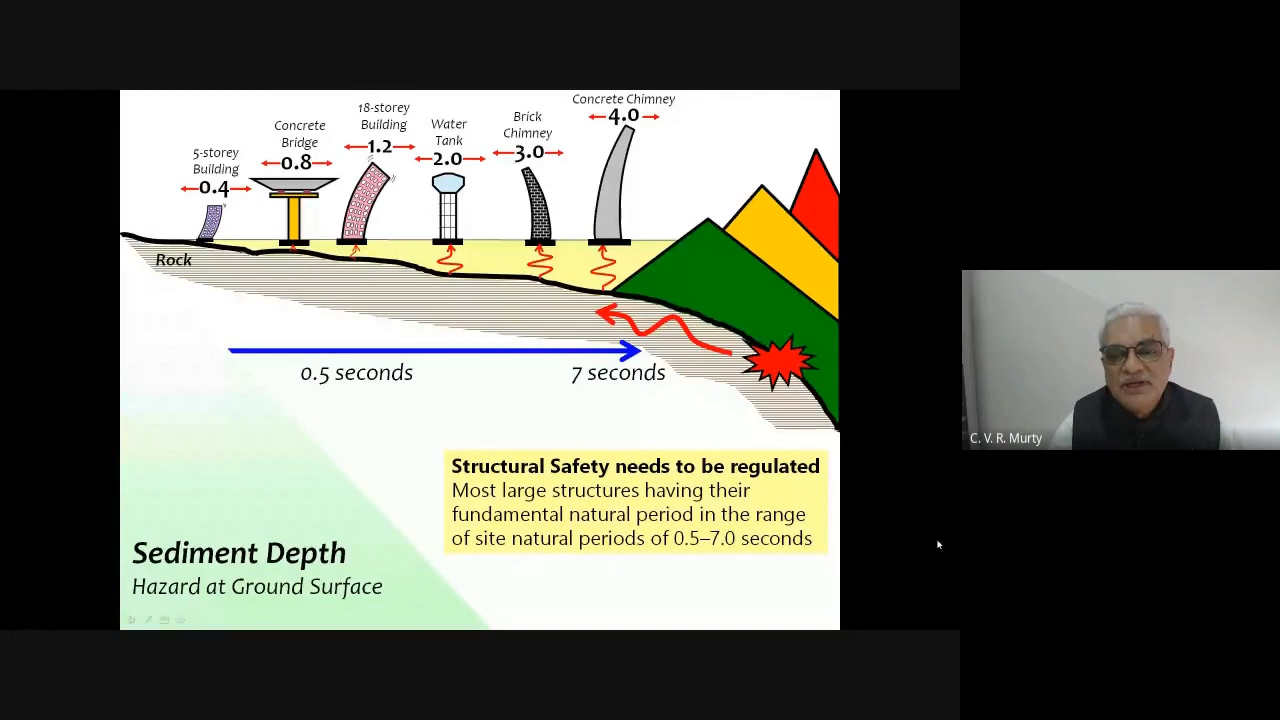 Concrete Chimney
4.0
18-storey
Building
1.2
Brick
Chimney
3.0
Concrete
Bridge
0.8
Water
Tank
2.0
5-storey
Building
0.4
Rock
0.5 seconds
7 seconds
C. V. R. Murty
Structural Safety needs to be regulated
Most large structures having their
fundamental natural period in the range
of site natural periods of 0.5–7.0 seconds
Sediment Depth
Hazard at Ground Surface